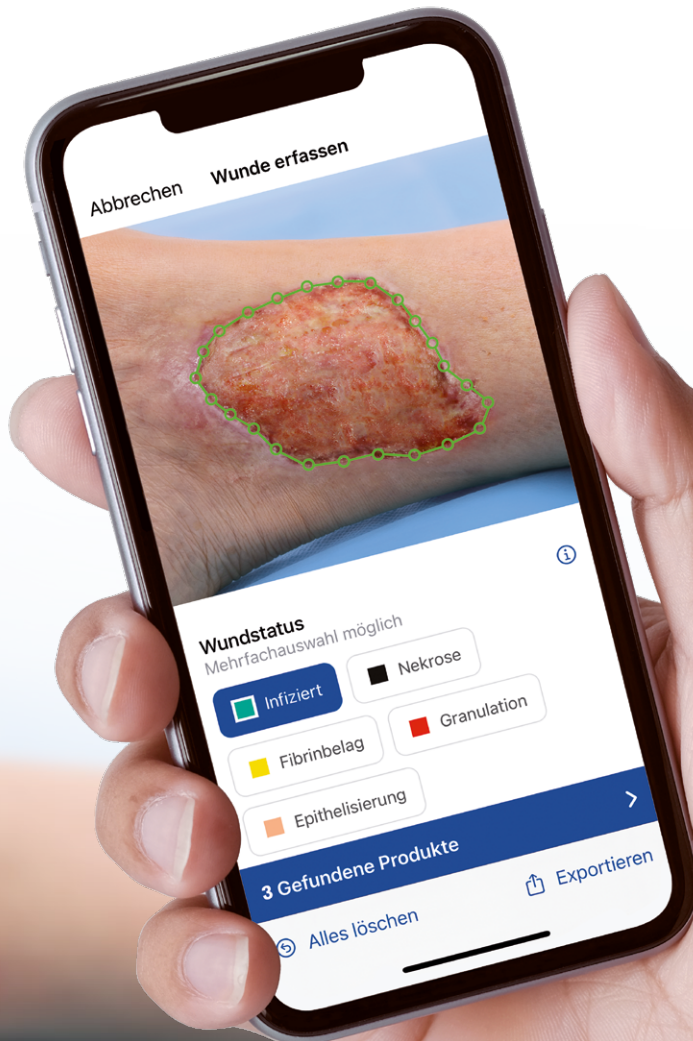 Abbrechen Wunde erfassen
Wundstatus
Mehrfachauswahl möglich
Infiziert Nekrose
Fibrinbelag Granulation
Epithelisierung
3 Gefundene Produkte
Alles löschen Exportieren